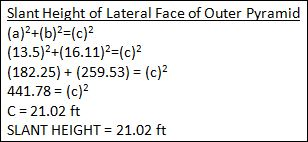 Slant Height of Lateral Face of Outer Pyramid
(a)²+(b)²=(c)²
(13.5)²+(16.11)²=(c)²
(182.25) + (259.53) = (c)²
441.78 = (c)²
C = 21.02 ft
SLANT HEIGHT = 21.02 ft